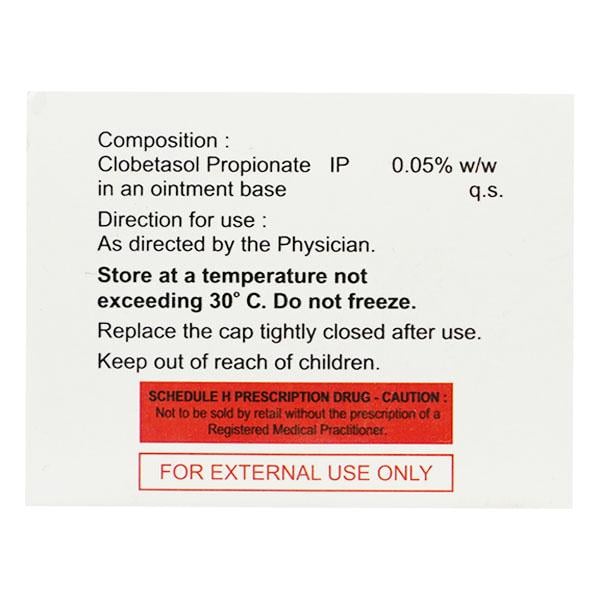 Composition :
Clobetasol Propionate IP 0.05% w/w
in an ointment base q.s.
Direction for use :
As directed by the Physician.
Store at a temperature not
exceeding 30° C. Do not freeze.
Replace the cap tightly closed after use.
Keep out of reach of children.
SCHEDULE H PRESCRIPTION DRUG - CAUTION :
Not to be sold by retail without the prescription of a
Registered Medical Practitioner.
FOR EXTERNAL USE ONLY